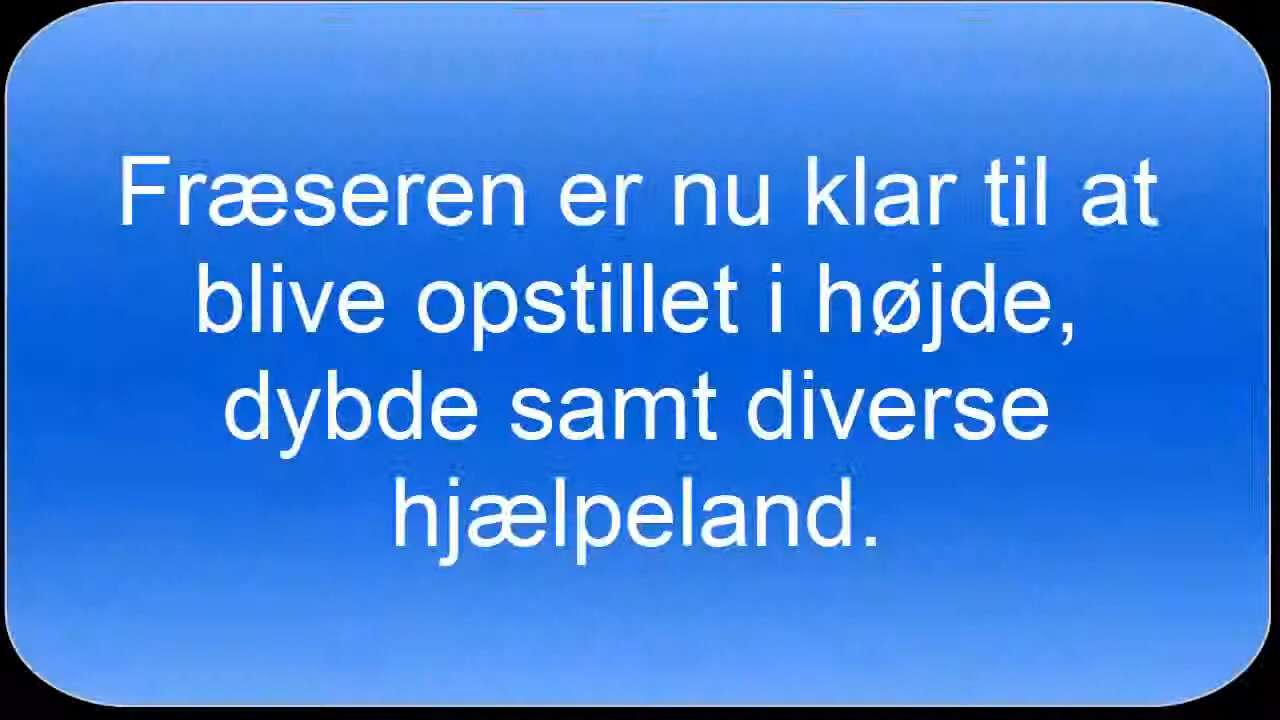 Fræseren er nu klar til at
blive opstillet i højde,
dybde samt diverse
hjælpeland.